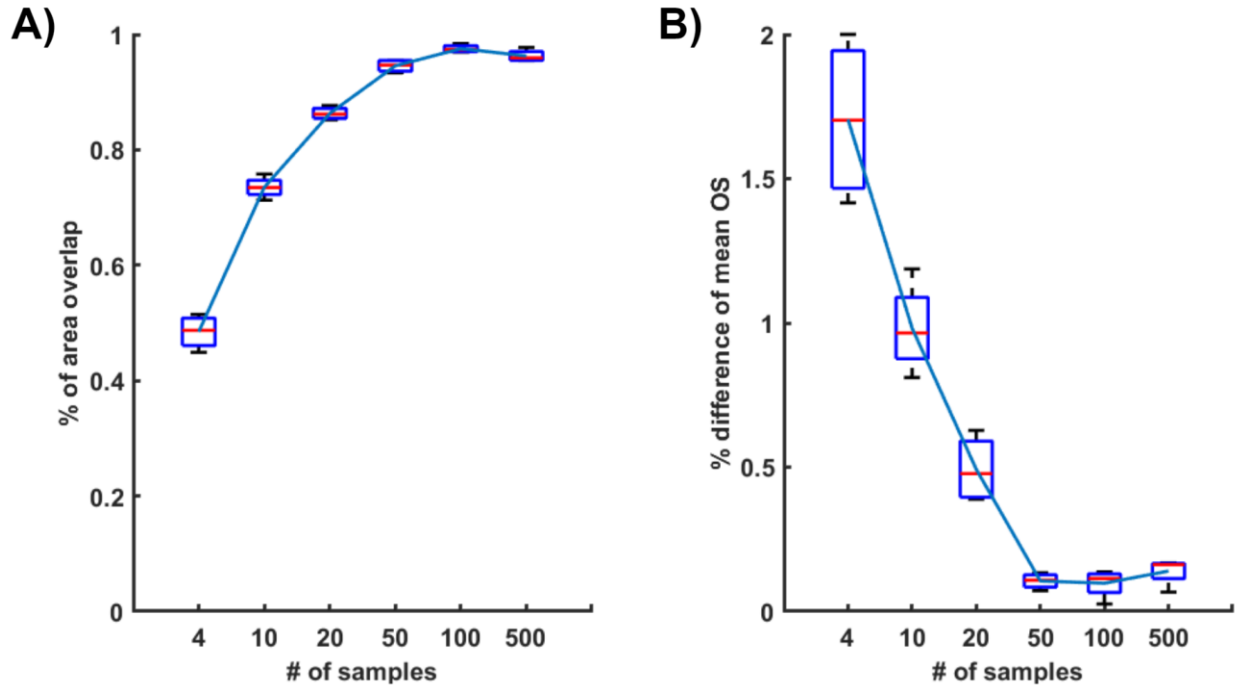 A)
% of area overlap
1
0.8
0.6
0.4
0.2
0
4 10 20 50 100 500
# of samples
B)
% difference of mean OS
2
1.5
1
0.5
0
4 10 20 50 100 500
# of samples